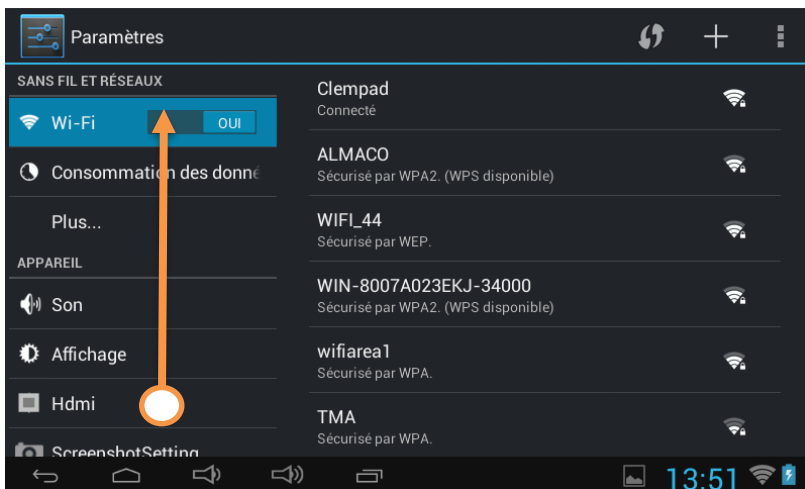 Paramètres
SANS FIL ET RÉSEAUX
Wi-Fi OUI
Consommation des donné
Plus...
APPAREIL
Son
Affichage
Hdmi
ScreenshotSetting
Clempad
Connecté
ALMACO
Sécurisé par WPA2. (WPS disponible)
WIFI_44
Sécurisé par WEP.
WIN-8007A023EKJ-34000
Sécurisé par WPA2. (WPS disponible)
wifiarea1
Sécurisé par WPA.
TMA
Sécurisé par WPA.
13:51